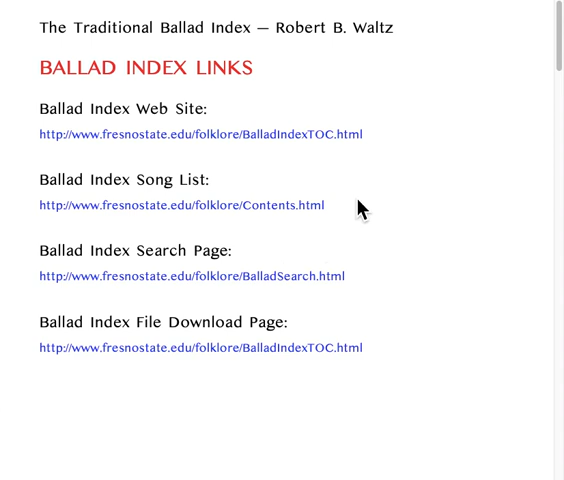 The Traditional Ballad Index — Robert B. Waltz
BALLAD INDEX LINKS
Ballad Index Web Site:
http://www.fresnostate.edu/folklore/BalladIndexTOC.html
Ballad Index Song List:
http://www.fresnostate.edu/folklore/Contents.html
Ballad Index Search Page:
http://www.fresnostate.edu/folklore/BalladSearch.html
Ballad Index File Download Page:
http://www.fresnostate.edu/folklore/BalladIndexTOC.html